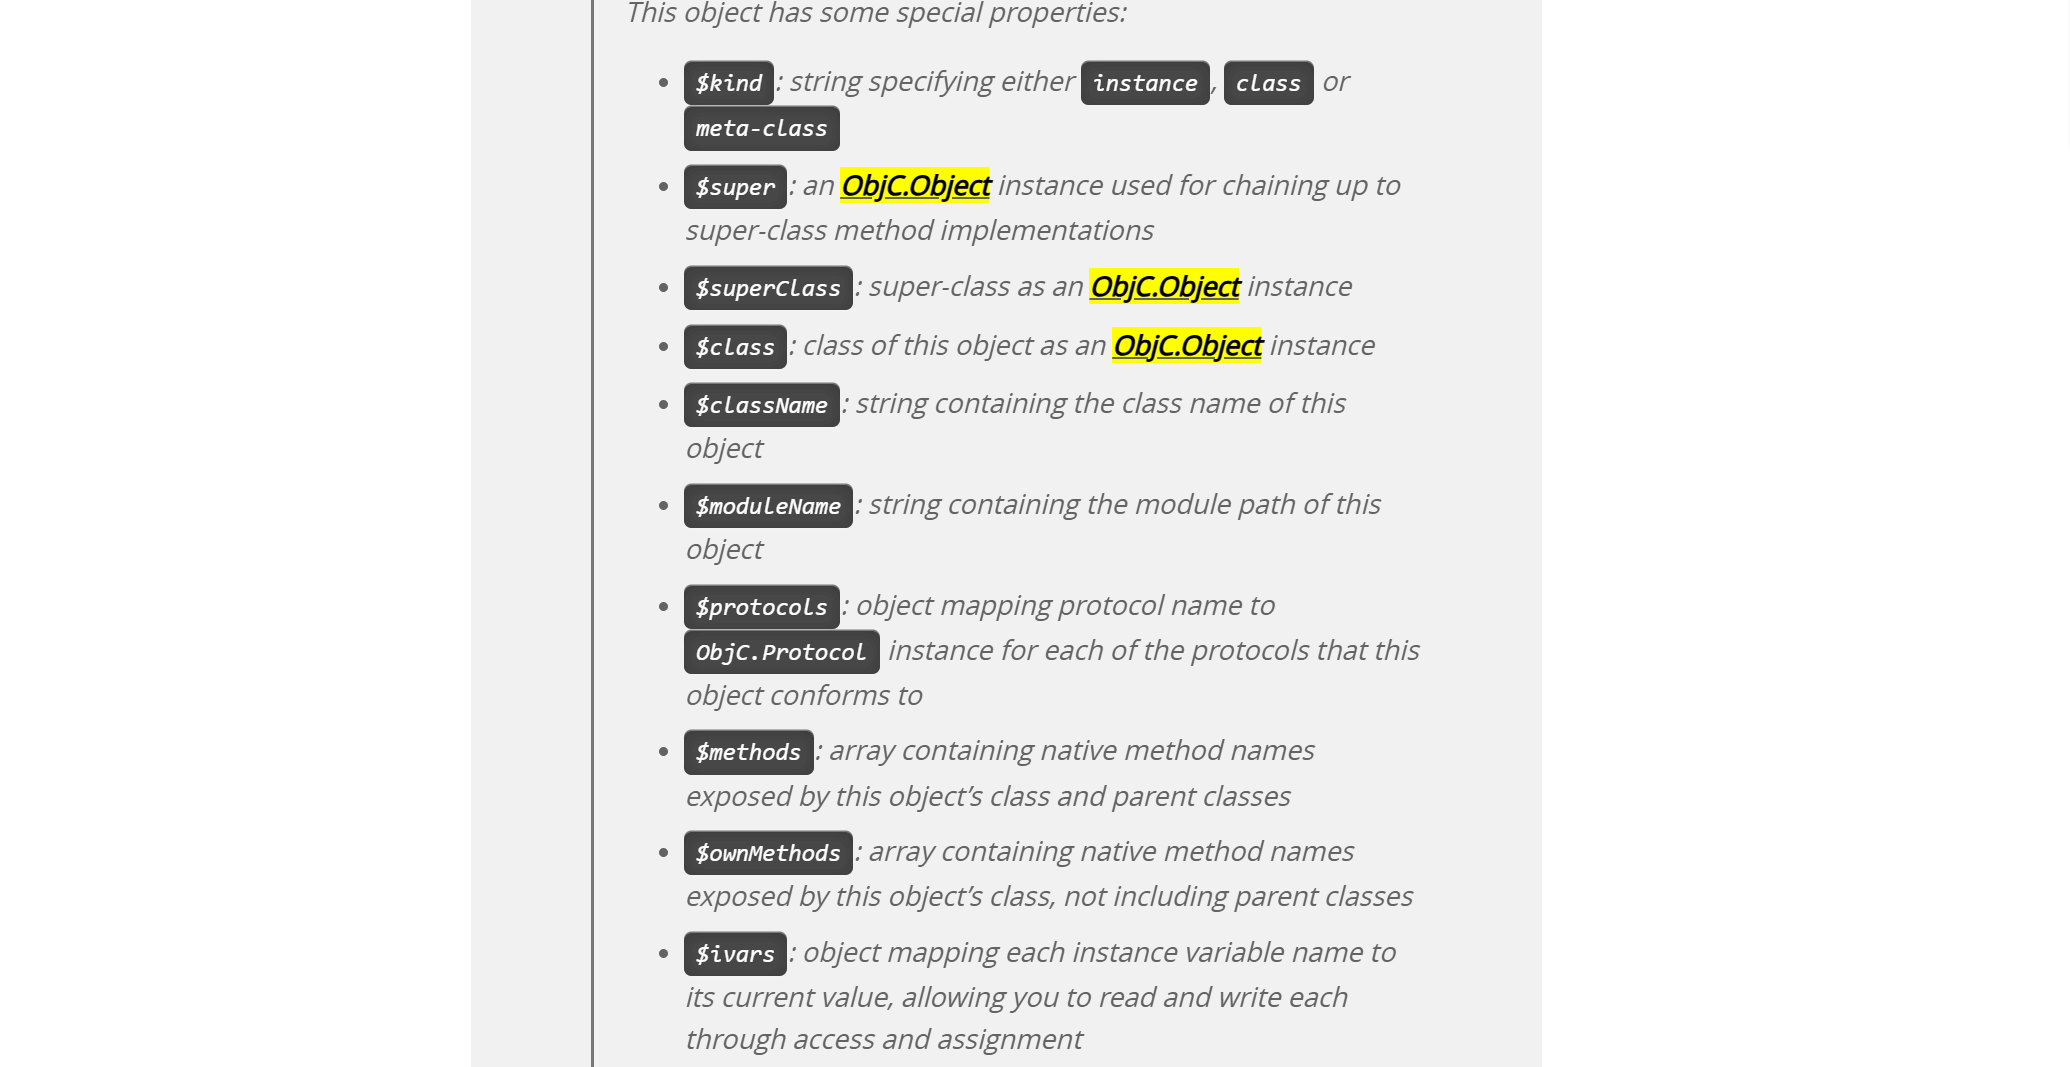 This object has some special properties:
$kind: string specifying either instance, class or
meta-class
$super: an ObjC.Object instance used for chaining up to
super-class method implementations
$superClass: super-class as an ObjC.Object instance
$class: class of this object as an ObjC.Object instance
$className: string containing the class name of this
object
$moduleName: string containing the module path of this
object
$protocols: object mapping protocol name to
ObjC.Protocol instance for each of the protocols that this
object conforms to
$methods: array containing native method names
exposed by this object’s class and parent classes
$ownMethods: array containing native method names
exposed by this object’s class, not including parent classes
$ivars: object mapping each instance variable name to
its current value, allowing you to read and write each
through access and assignment